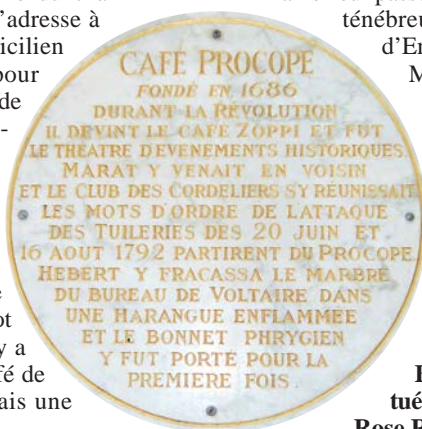 l'adresse à
icilien
pour
de
-
ténébreu
d'En
M
CAFE PROCOPE
FONDÉ EN 1686
DURANT LA RÉVOLUTION
IL DEVINT LE CAFÉ ZOPPI ET FUT
LE THEATRE D'EVENEMENTS HISTORIQUES.
MARAT Y VENAIT EN VOISIN
ET LE CLUB DES CORDELIERS S'Y RÉUNISSAIT
LES MOTS D'ORDRE DE L'ATTAQUE
DES TUILERIES DES 20 JUIN ET
16 AOUT 1792 PARTIRENT DU PROCOPE.
HEBERT Y FRACASSA LE MARBRE
DU BUREAU DE VOLTAIRE DANS
UNE HARANGUE ENFLAMMÉE
ET LE BONNET PHRYGIEN
Y FUT PORTÉ POUR LA
PREMIERE FOIS.
ot
y a
fé de
ais une
tué
Rose P